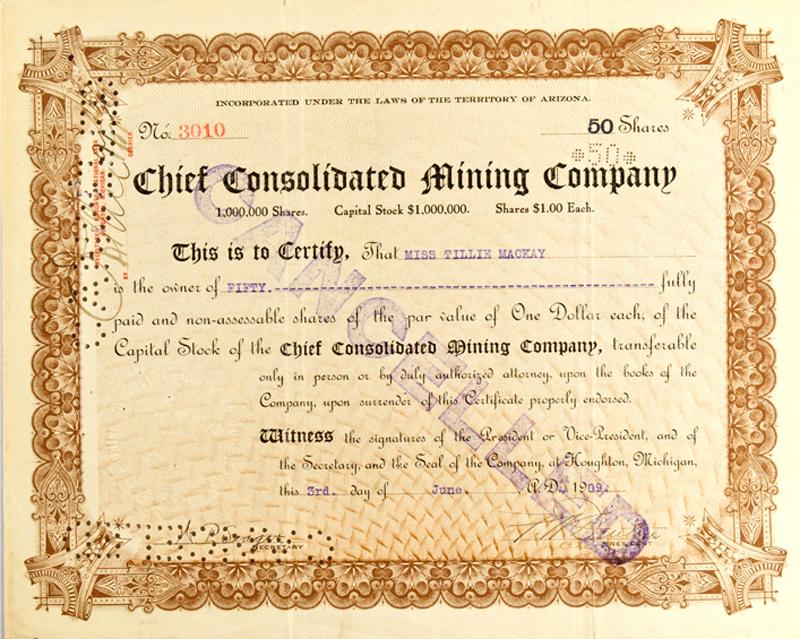 INCORPORATED UNDER THE LAWS OF THE TERRITORY OF ARIZONA.
No. 3010
50 Shares
*50*
Chief Consolidated Mining Company
1,000,000 Shares. Capital Stock $1,000,000. Shares $1.00 Each.
This is to Certify, That MISS TILLIE MACKAY
is the owner of FIFTY. fully
paid and non-assessable shares of the par value of One Dollar each, of the
Capital Stock of the Chief Consolidated Mining Company, transferable
only in person or by duly authorized attorney, upon the books of the
Company, upon surrender of this Certificate properly endorsed.
Witness the signatures of the President or Vice-President, and of
the Secretary, and the Seal of the Company, at Houghton, Michigan,
this 3rd. day of June. A.D. 1909.
SECRETARY
PRESIDENT
CANCELLED